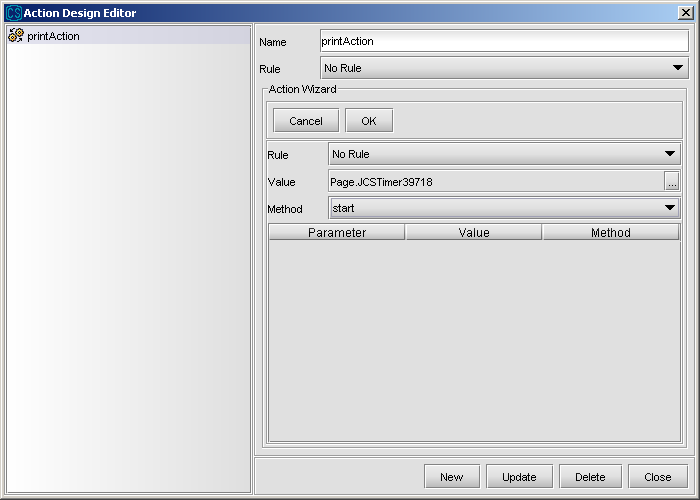 CS Action Design Editor
printAction
Name printAction
Rule No Rule
Action Wizard
Cancel OK
Rule No Rule
Value Page.JCSTimer39718 ...
Method start
Parameter Value Method
New Update Delete Close